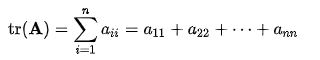 tr(𝐀) = ∑_{i=1}^{n} a_{ii} = a_{11} + a_{22} + ⋯ + a_{nn}